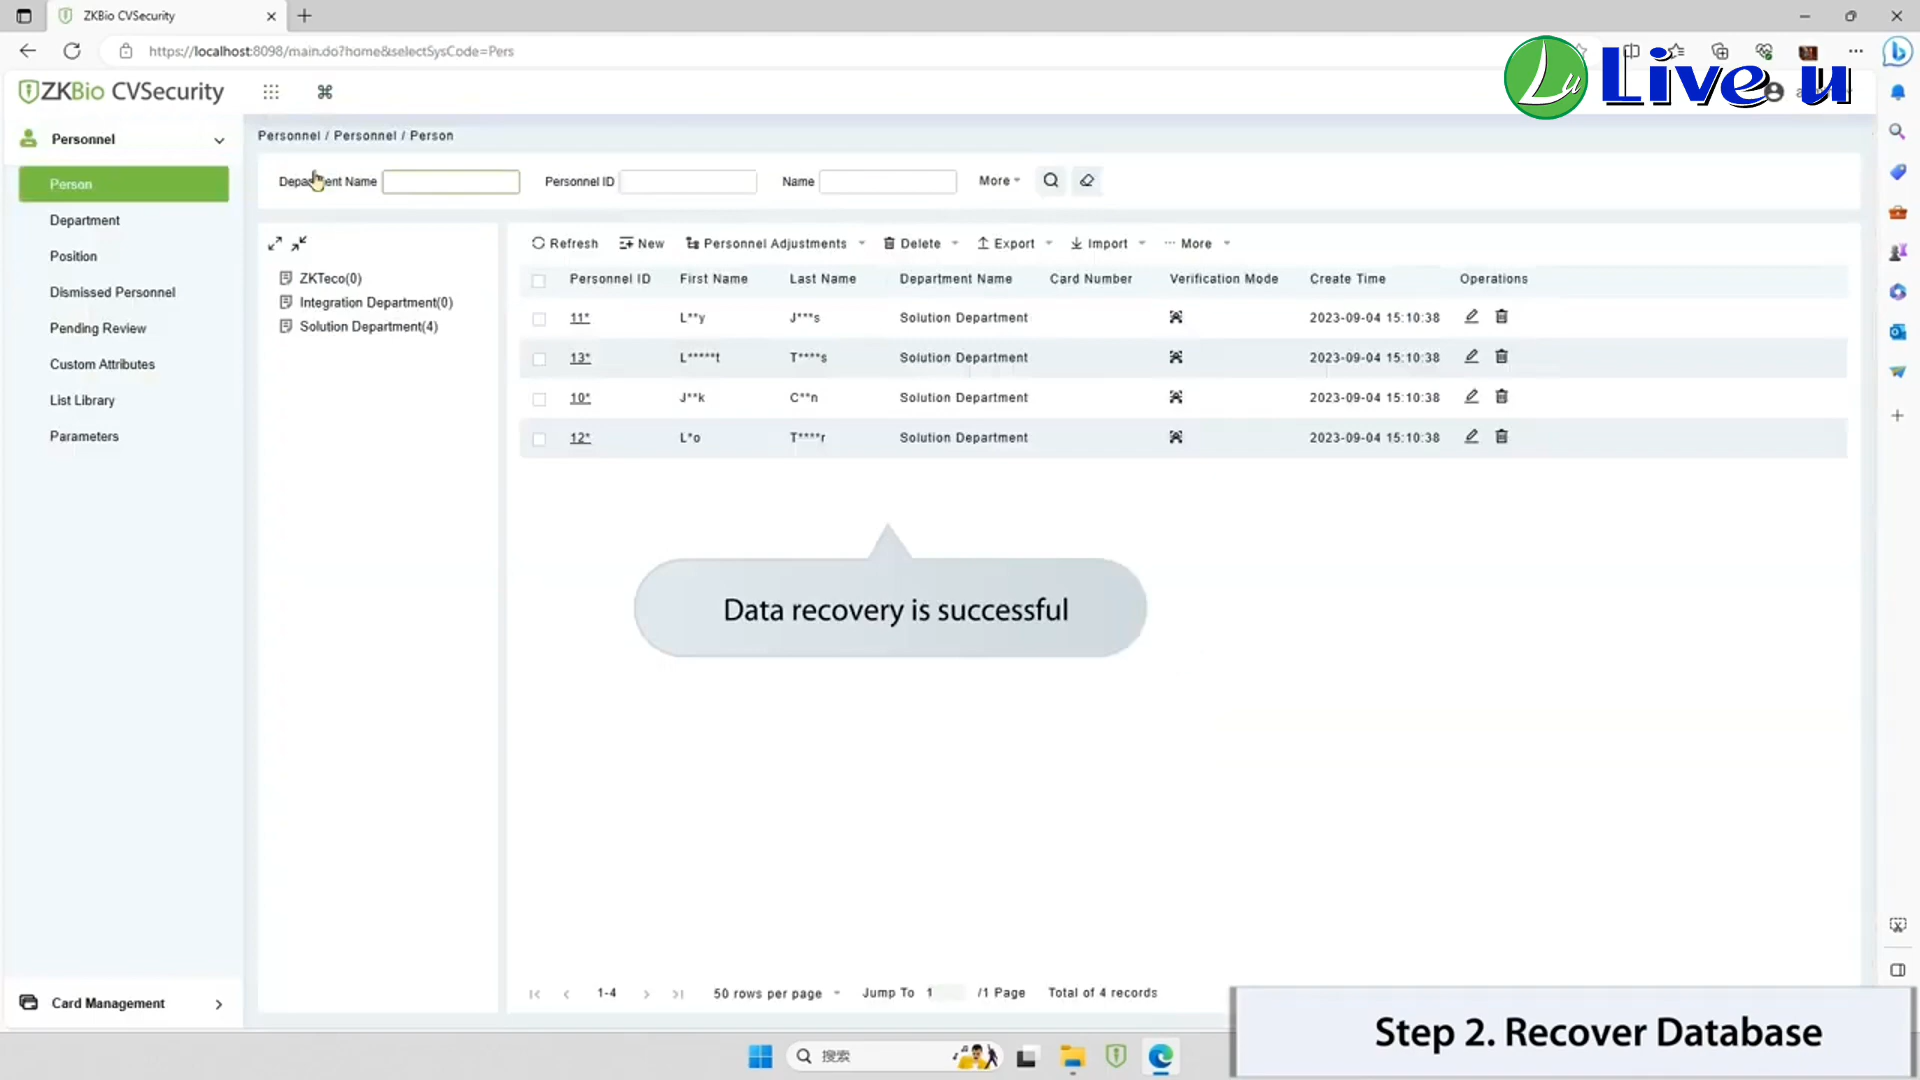 ZKBio CVSecurity
https://localhost:8098/main.do?home&selectSysCode=Pers
ZKBio CVSecurity
Live u
Personnel
Personnel / Personnel / Person
Department Name
Personnel ID
Name
More
Person
Department
Position
Dismissed Personnel
Pending Review
Custom Attributes
List Library
Parameters
ZKTeco(0)
Integration Department(0)
Solution Department(4)
Refresh New Personnel Adjustments Delete Export Import ··· More
Personnel ID First Name Last Name Department Name Card Number Verification Mode Create Time Operations
11* L**y J***s Solution Department 2023-09-04 15:10:38
13* L*****t T****s Solution Department 2023-09-04 15:10:38
10* J**k C**n Solution Department 2023-09-04 15:10:38
12* L*o T****r Solution Department 2023-09-04 15:10:38
Data recovery is successful
1-4 50 rows per page Jump To 1 /1 Page Total of 4 records
Card Management
Step 2. Recover Database
搜索